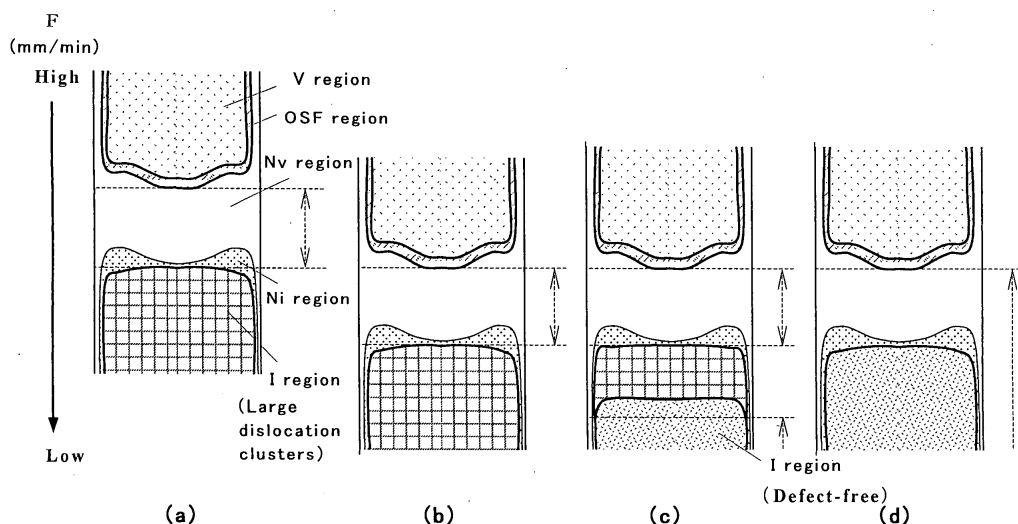 F
(mm/min)
High
V region
OSF region
Nv region
Ni region
I region
(Large
dislocation
clusters)
Low
I region
(Defect-free)
(a)
(b)
(c)
(d)